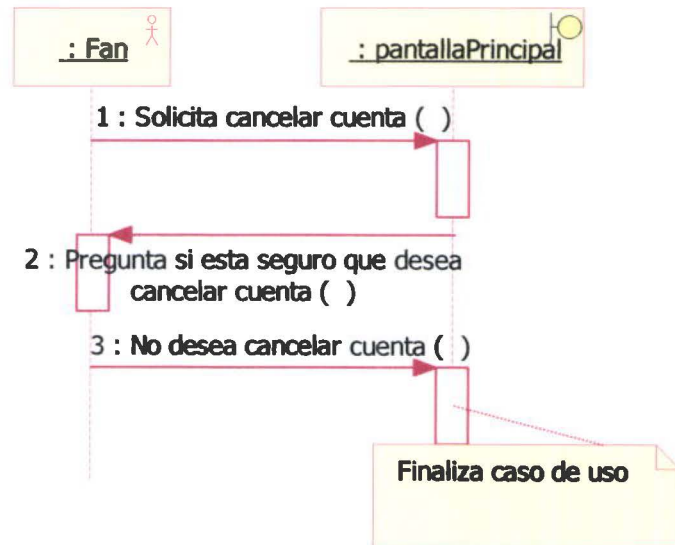 : Fan
: pantallaPrincipal
1 : Solicita cancelar cuenta ( )
2 : Pregunta si esta seguro que desea
cancelar cuenta ( )
3 : No desea cancelar cuenta ( )
Finaliza caso de uso